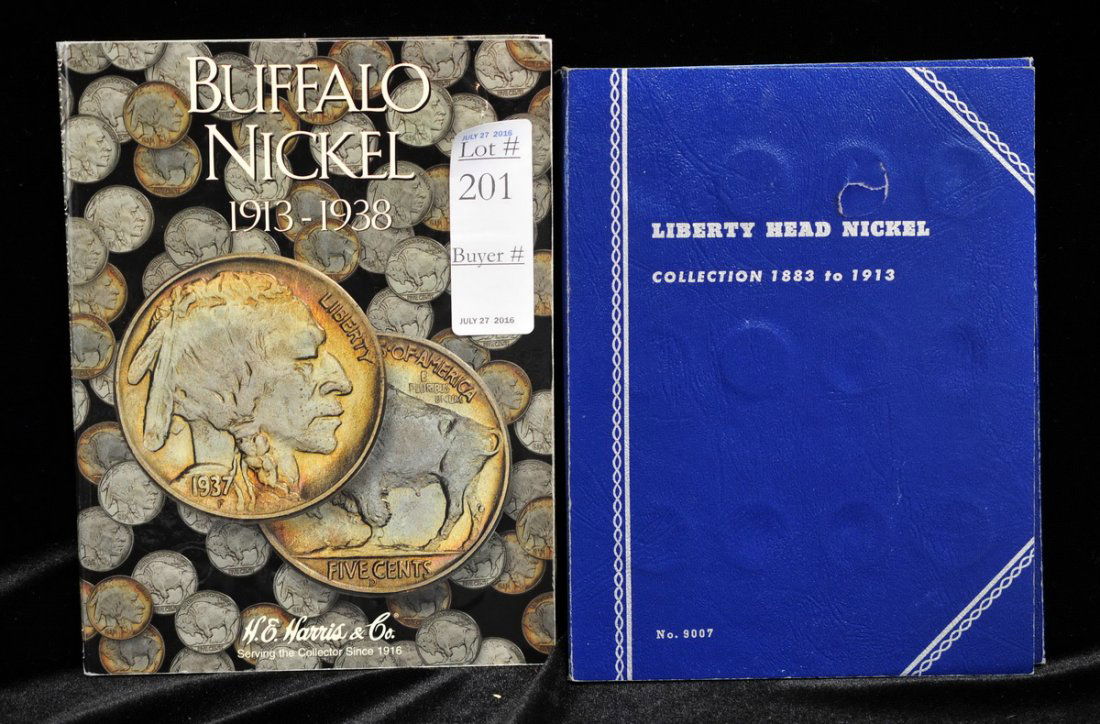 BUFFALO
NICKEL
1913 - 1938
JULY 27 2016
Lot #
201
Buyer #
JULY 27 2016
LIBERTY
1937
F
S OF AMERICA
E
PLURIBUS
UNUM
FIVE CENTS
D
H.E. Harris & Co.®
Serving the Collector Since 1916
LIBERTY HEAD NICKEL
COLLECTION 1883 to 1913
No. 9007